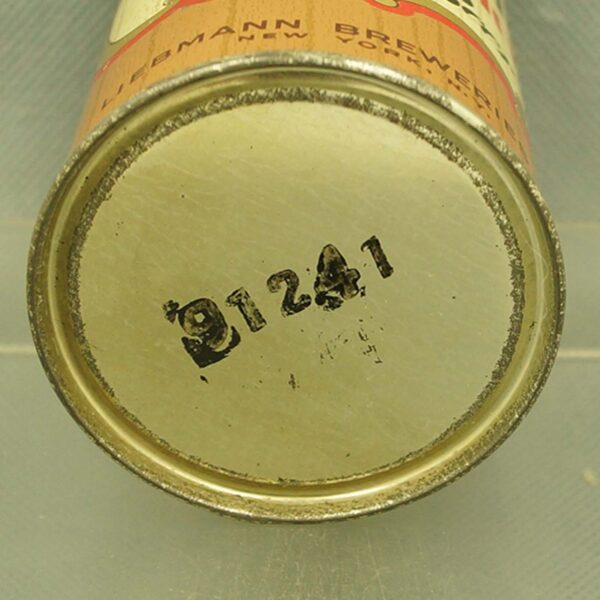 LIEBMANN BREWERIES
NEW YORK, N.Y.
91241